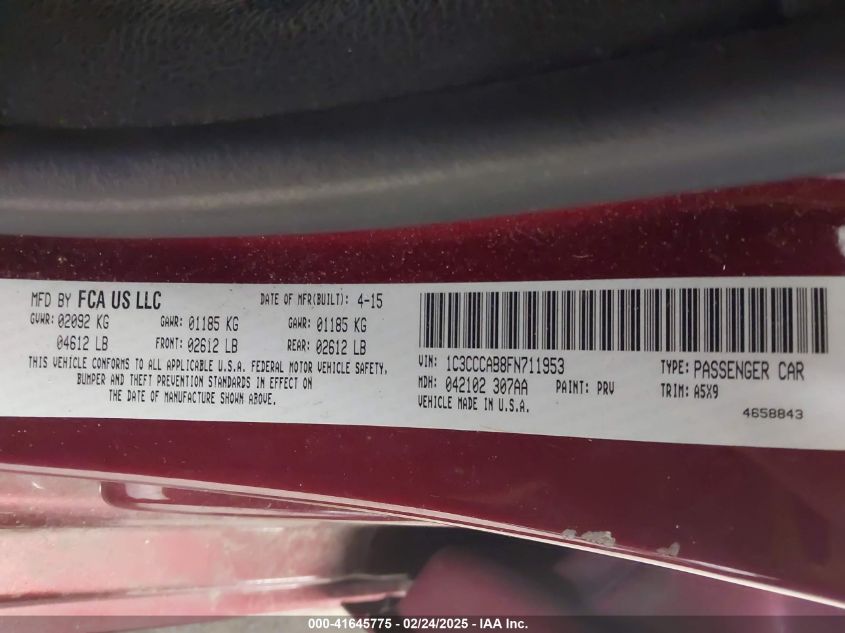 MFD BY FCA US LLC DATE OF MFR(BUILT): 4-15
GVWR: 02092 KG GAWR: 01185 KG GAWR: 01185 KG
04612 LB FRONT: 02612 LB REAR: 02612 LB
THIS VEHICLE CONFORMS TO ALL APPLICABLE U.S.A. FEDERAL MOTOR VEHICLE SAFETY,
BUMPER AND THEFT PREVENTION STANDARDS IN EFFECT ON
THE DATE OF MANUFACTURE SHOWN ABOVE.
VIN: 1C3CCCAB8FN711953 TYPE: PASSENGER CAR
MDH: 042102 307AA PAINT: PRV TRIM: A5X9
VEHICLE MADE IN U.S.A.
4658843
000-41645775 - 02/24/2025 - IAA Inc.